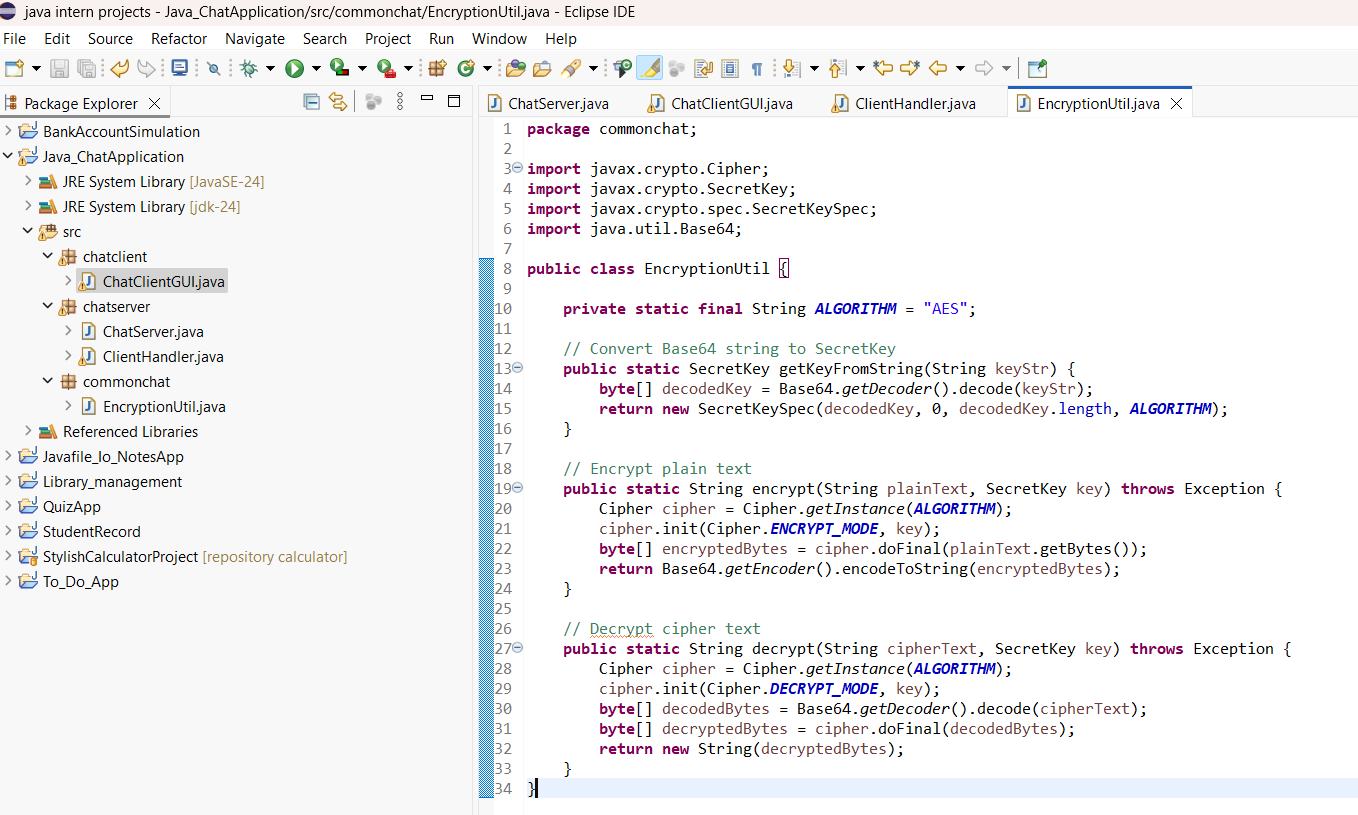 java intern projects - Java_ChatApplication/src/commonchat/EncryptionUtil.java - Eclipse IDE
File Edit Source Refactor Navigate Search Project Run Window Help
Package Explorer
BankAccountSimulation
Java_ChatApplication
JRE System Library [JavaSE-24]
JRE System Library [jdk-24]
src
chatclient
ChatClientGUI.java
chatserver
ChatServer.java
ClientHandler.java
commonchat
EncryptionUtil.java
Referenced Libraries
Javafile_Io_NotesApp
Library_management
QuizApp
StudentRecord
StylishCalculatorProject [repository calculator]
To_Do_App
ChatServer.java ChatClientGUI.java ClientHandler.java EncryptionUtil.java
1 package commonchat;
2
3 import javax.crypto.Cipher;
4 import javax.crypto.SecretKey;
5 import javax.crypto.spec.SecretKeySpec;
6 import java.util.Base64;
7
8 public class EncryptionUtil {
9
10     private static final String ALGORITHM = "AES";
11
12     // Convert Base64 string to SecretKey
13     public static SecretKey getKeyFromString(String keyStr) {
14         byte[] decodedKey = Base64.getDecoder().decode(keyStr);
15         return new SecretKeySpec(decodedKey, 0, decodedKey.length, ALGORITHM);
16     }
17
18     // Encrypt plain text
19     public static String encrypt(String plainText, SecretKey key) throws Exception {
20         Cipher cipher = Cipher.getInstance(ALGORITHM);
21         cipher.init(Cipher.ENCRYPT_MODE, key);
22         byte[] encryptedBytes = cipher.doFinal(plainText.getBytes());
23         return Base64.getEncoder().encodeToString(encryptedBytes);
24     }
25
26     // Decrypt cipher text
27     public static String decrypt(String cipherText, SecretKey key) throws Exception {
28         Cipher cipher = Cipher.getInstance(ALGORITHM);
29         cipher.init(Cipher.DECRYPT_MODE, key);
30         byte[] decodedBytes = Base64.getDecoder().decode(cipherText);
31         byte[] decryptedBytes = cipher.doFinal(decodedBytes);
32         return new String(decryptedBytes);
33     }
34 }